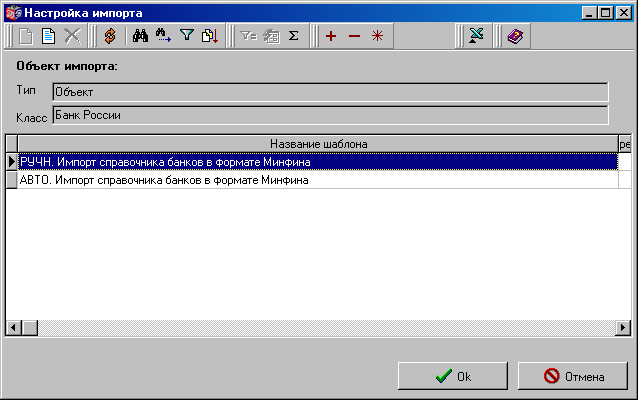 Настройка импорта
Объект импорта:
Тип Объект
Класс Банк России
Название шаблона ре
РУЧН. Импорт справочника банков в формате Минфина
АВТО. Импорт справочника банков в формате Минфина
Ok Отмена